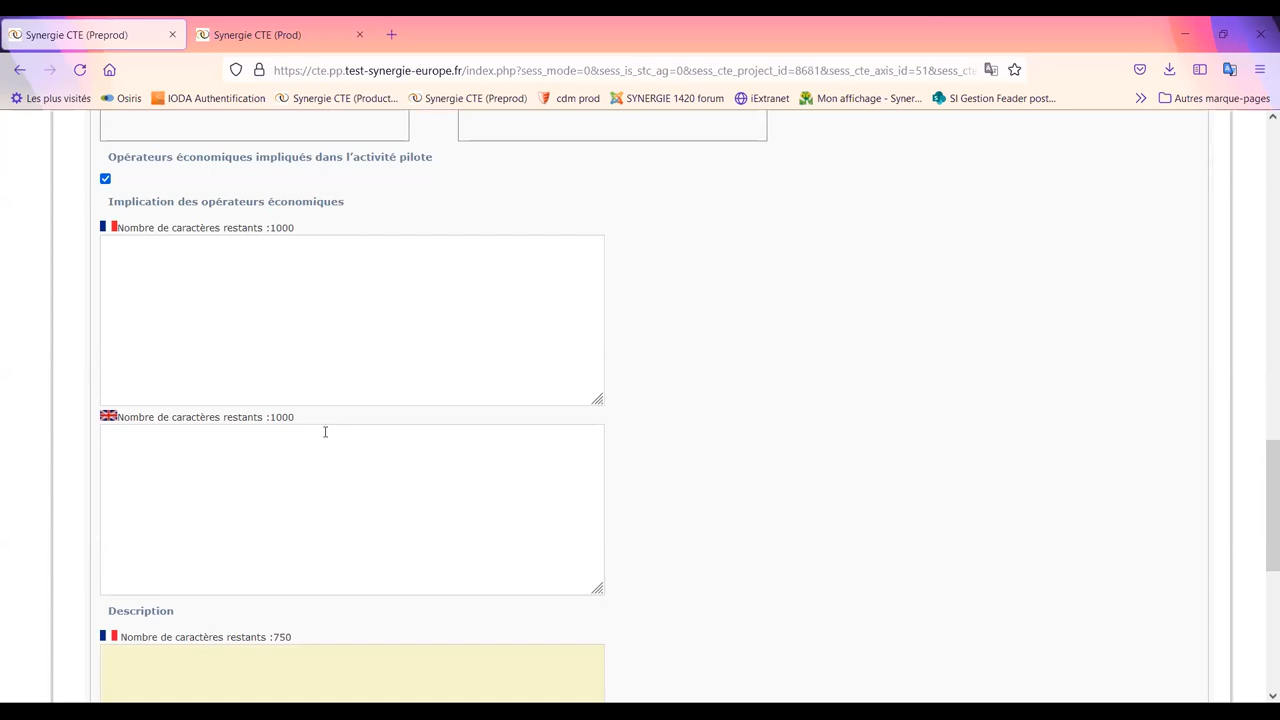 Synergie CTE (Preprod)
Synergie CTE (Prod)
https://cte.pp.test-synergie-europe.fr/index.php?sess_mode=0&sess_is_stc_ag=0&sess_cte_project_id=8681&sess_cte_axis_id=51&sess_cte
Les plus visités
Osiris
IODA Authentification
Synergie CTE (Product...
Synergie CTE (Preprod)
cdm prod
SYNERGIE 1420 forum
iExtranet
Mon affichage - Syner...
SI Gestion Feader post...
Autres marque-pages
Opérateurs économiques impliqués dans l’activité pilote
Implication des opérateurs économiques
Nombre de caractères restants :1000
Nombre de caractères restants :1000
Description
Nombre de caractères restants :750